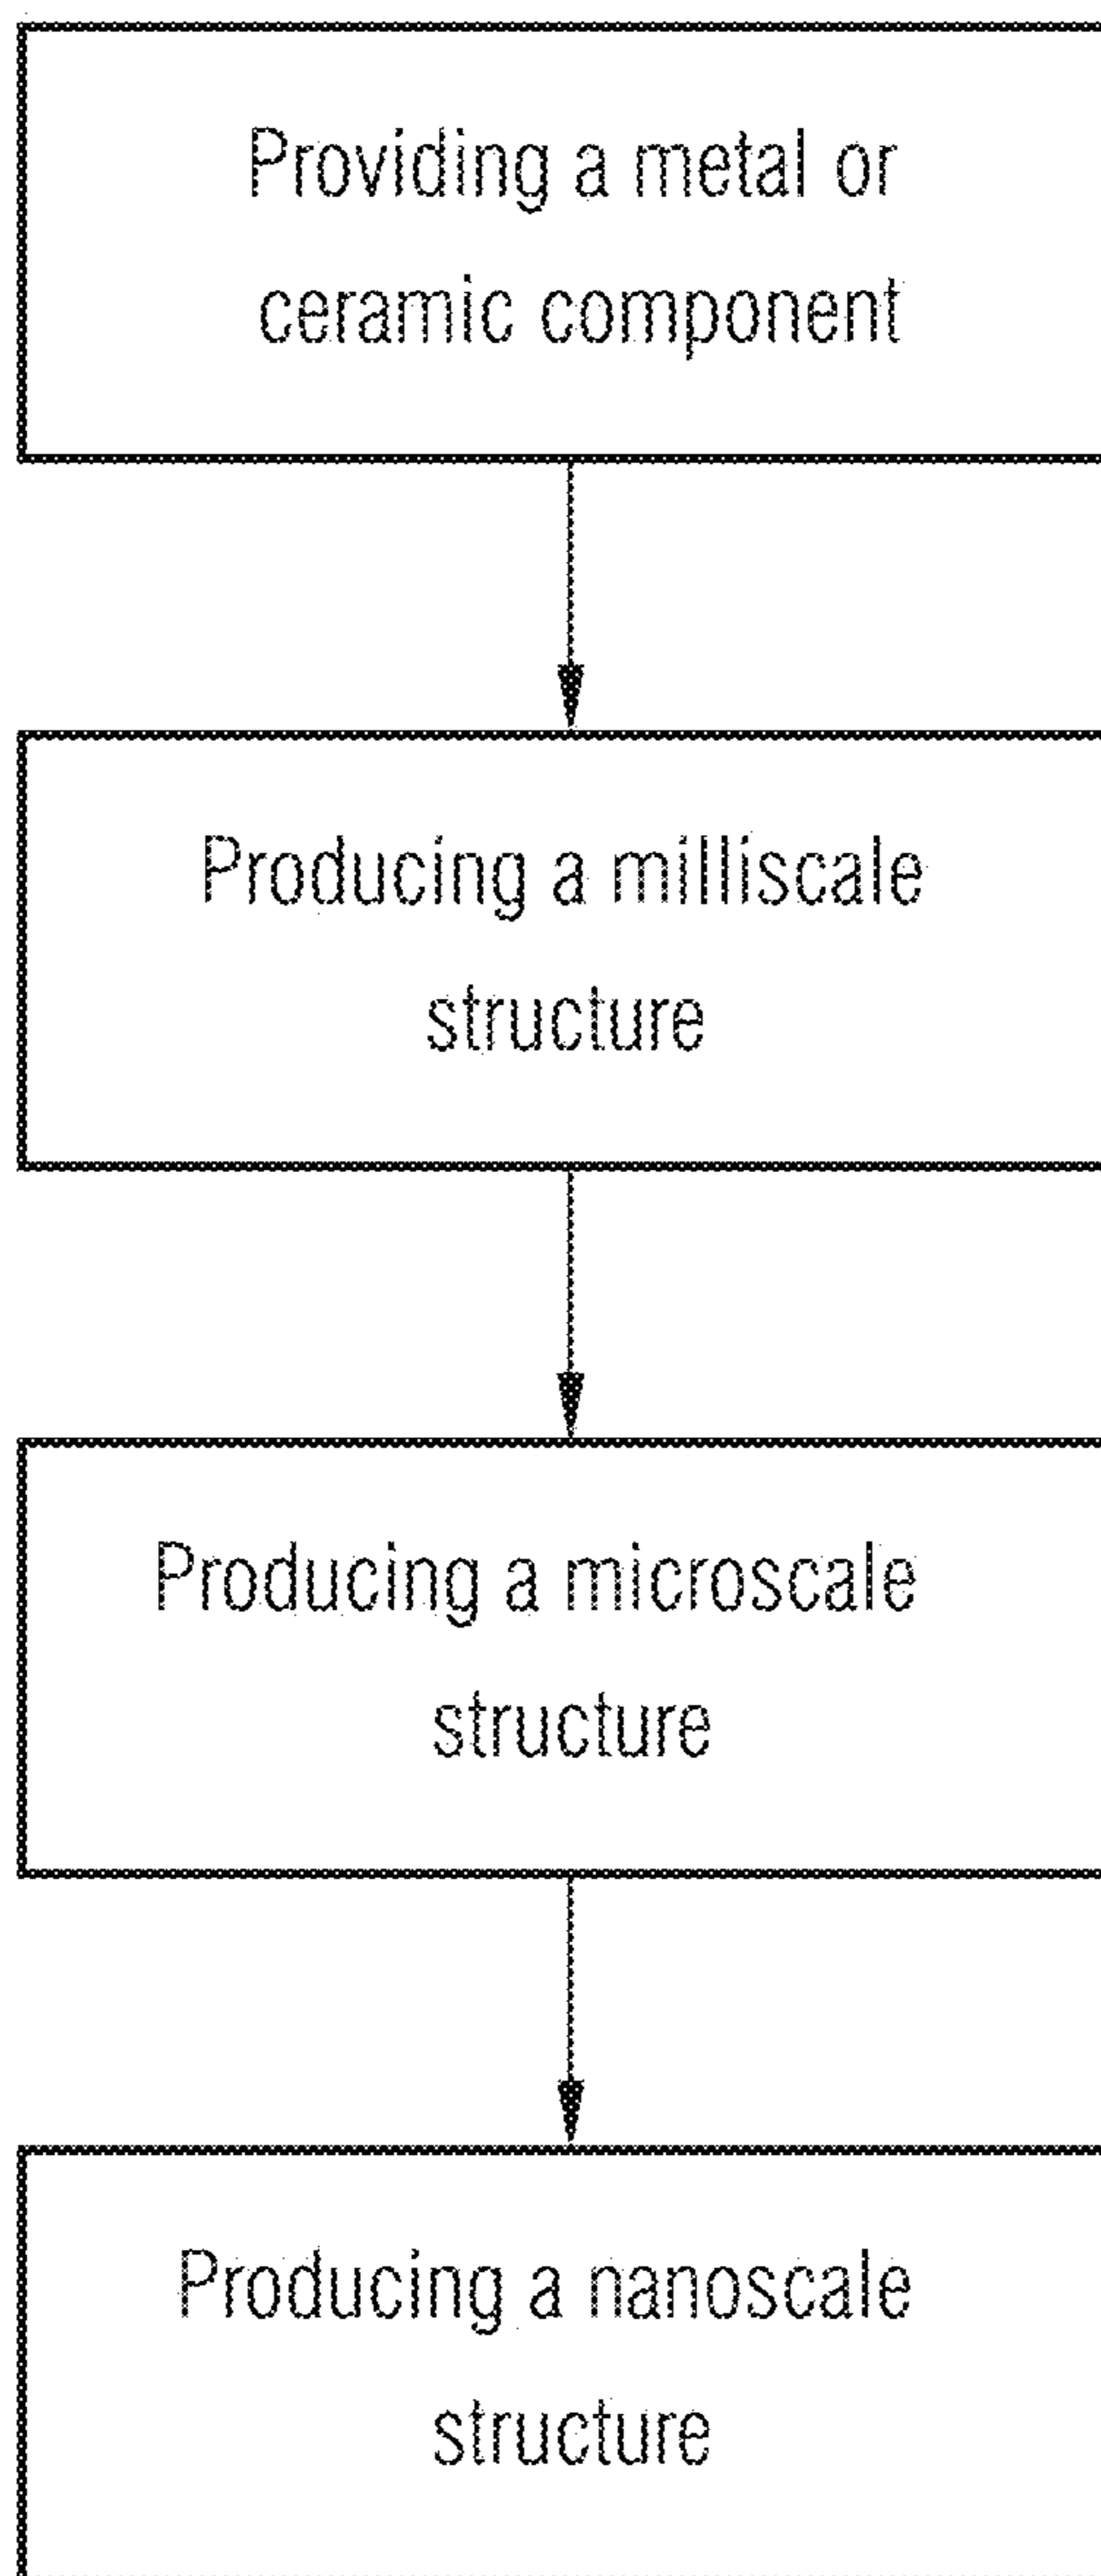 Providing a metal or
ceramic component
Producing a milliscale
structure
Producing a microscale
structure
Producing a nanoscale
structure